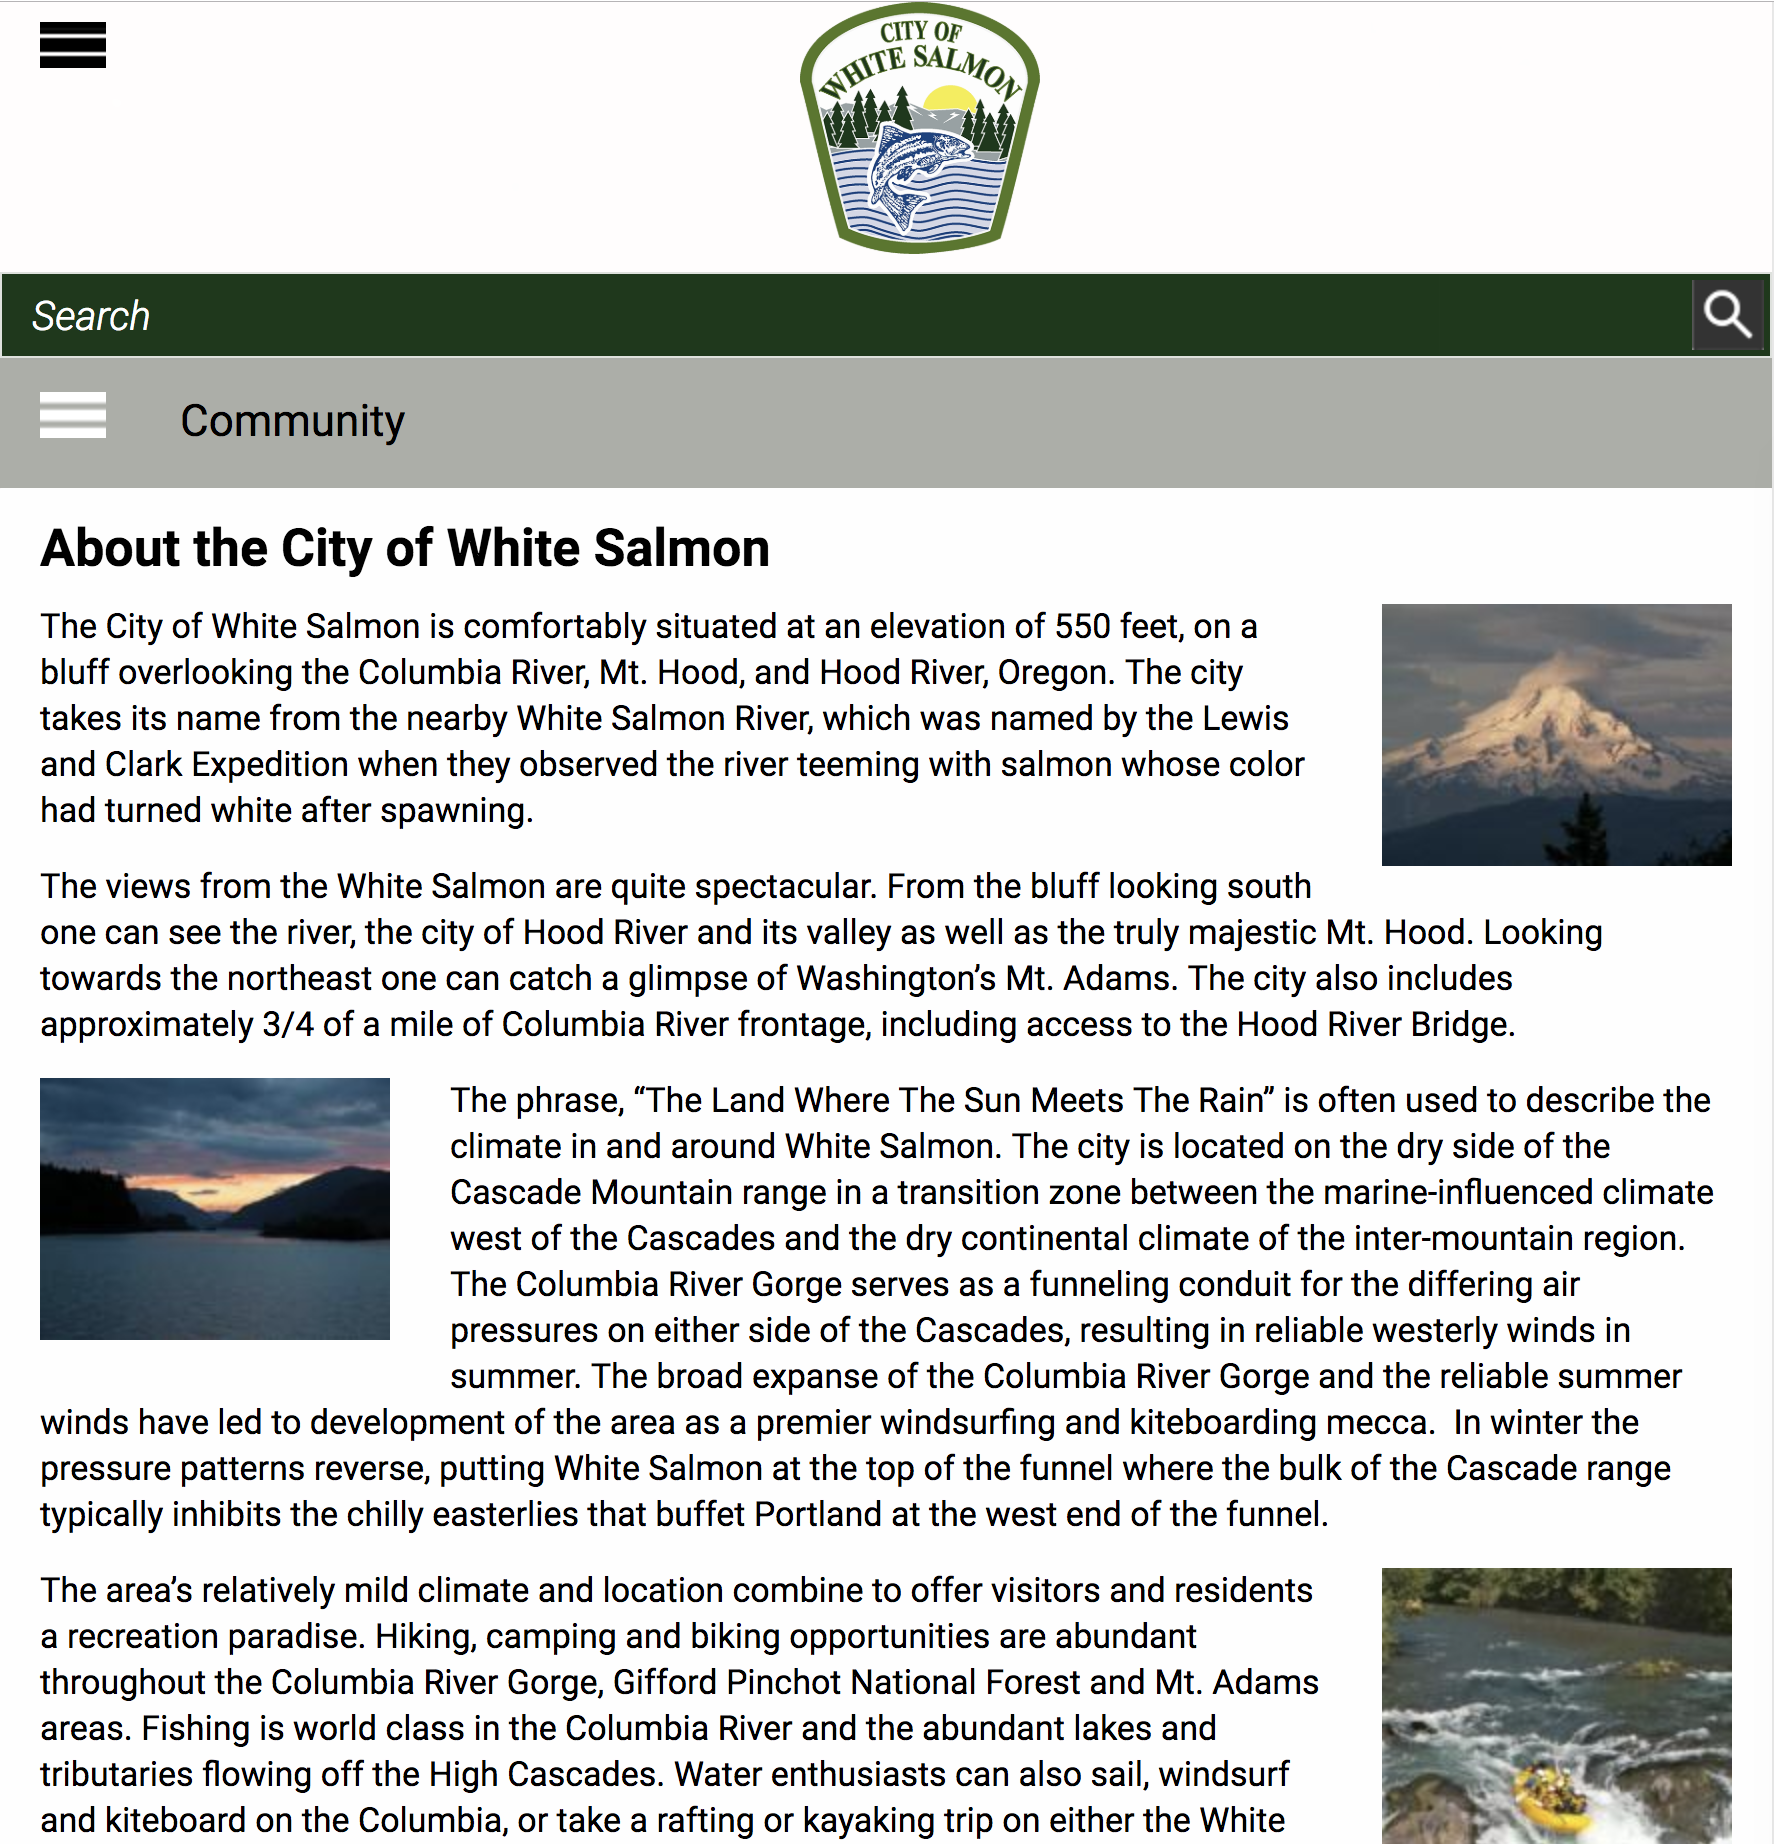 CITY OF
WHITE SALMON
Search
Community
About the City of White Salmon
The City of White Salmon is comfortably situated at an elevation of 550 feet, on a
bluff overlooking the Columbia River, Mt. Hood, and Hood River, Oregon. The city
takes its name from the nearby White Salmon River, which was named by the Lewis
and Clark Expedition when they observed the river teeming with salmon whose color
had turned white after spawning.
The views from the White Salmon are quite spectacular. From the bluff looking south
one can see the river, the city of Hood River and its valley as well as the truly majestic Mt. Hood. Looking
towards the northeast one can catch a glimpse of Washington’s Mt. Adams. The city also includes
approximately 3/4 of a mile of Columbia River frontage, including access to the Hood River Bridge.
The phrase, “The Land Where The Sun Meets The Rain” is often used to describe the
climate in and around White Salmon. The city is located on the dry side of the
Cascade Mountain range in a transition zone between the marine-influenced climate
west of the Cascades and the dry continental climate of the inter-mountain region.
The Columbia River Gorge serves as a funneling conduit for the differing air
pressures on either side of the Cascades, resulting in reliable westerly winds in
summer. The broad expanse of the Columbia River Gorge and the reliable summer
winds have led to development of the area as a premier windsurfing and kiteboarding mecca.  In winter the
pressure patterns reverse, putting White Salmon at the top of the funnel where the bulk of the Cascade range
typically inhibits the chilly easterlies that buffet Portland at the west end of the funnel.
The area’s relatively mild climate and location combine to offer visitors and residents
a recreation paradise. Hiking, camping and biking opportunities are abundant
throughout the Columbia River Gorge, Gifford Pinchot National Forest and Mt. Adams
areas. Fishing is world class in the Columbia River and the abundant lakes and
tributaries flowing off the High Cascades. Water enthusiasts can also sail, windsurf
and kiteboard on the Columbia, or take a rafting or kayaking trip on either the White